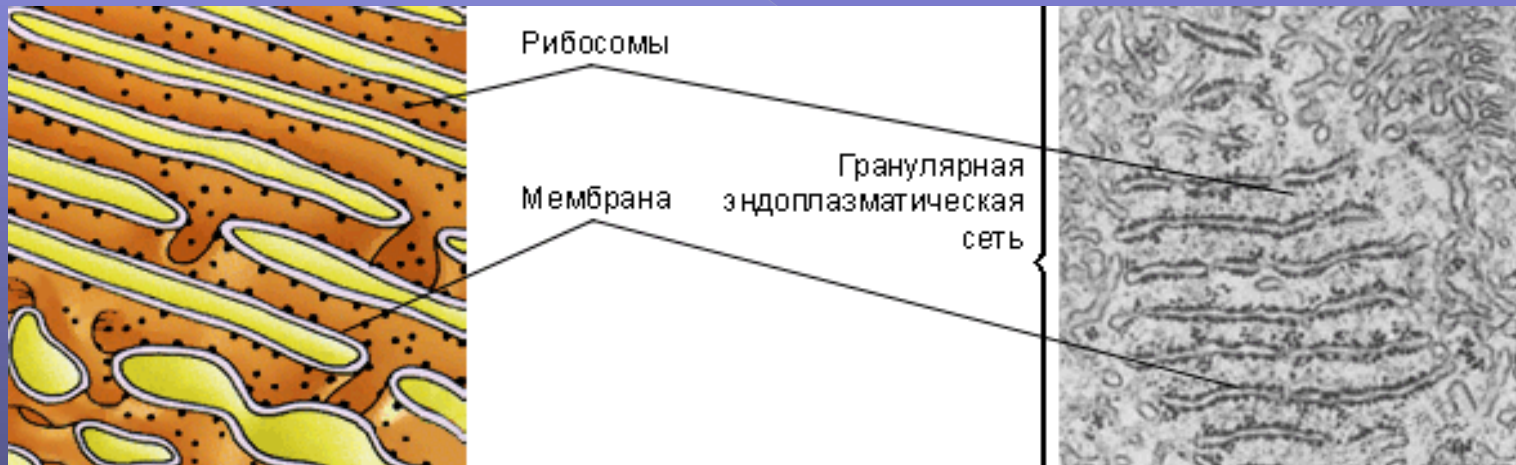 Рибосомы
Мембрана
Гранулярная
эндоплазматическая
сеть